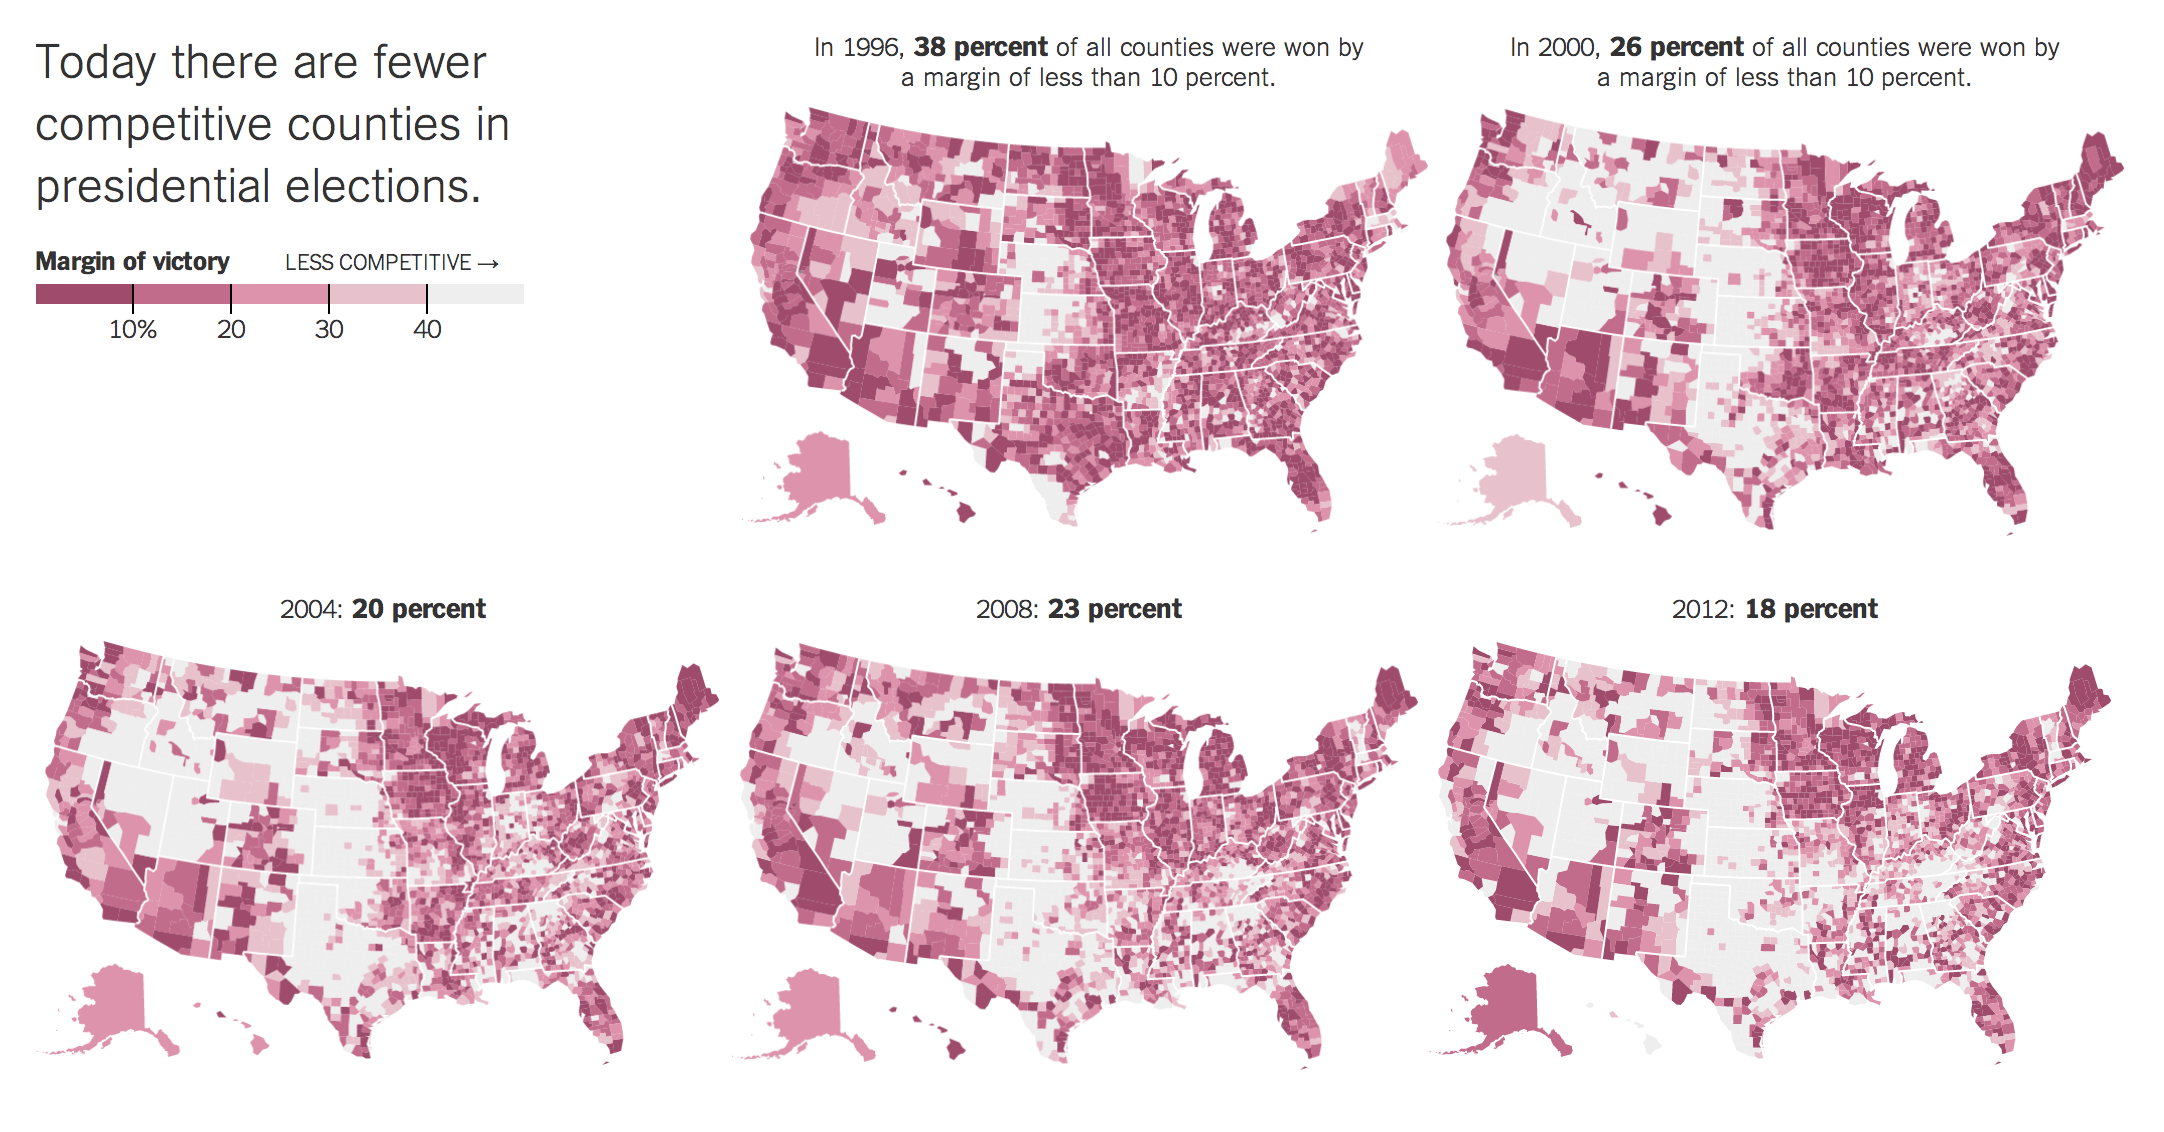 Today there are fewer
competitive counties in
presidential elections.
Margin of victory LESS COMPETITIVE →
10% 20 30 40
In 1996, 38 percent of all counties were won by
a margin of less than 10 percent.
In 2000, 26 percent of all counties were won by
a margin of less than 10 percent.
2004: 20 percent
2008: 23 percent
2012: 18 percent